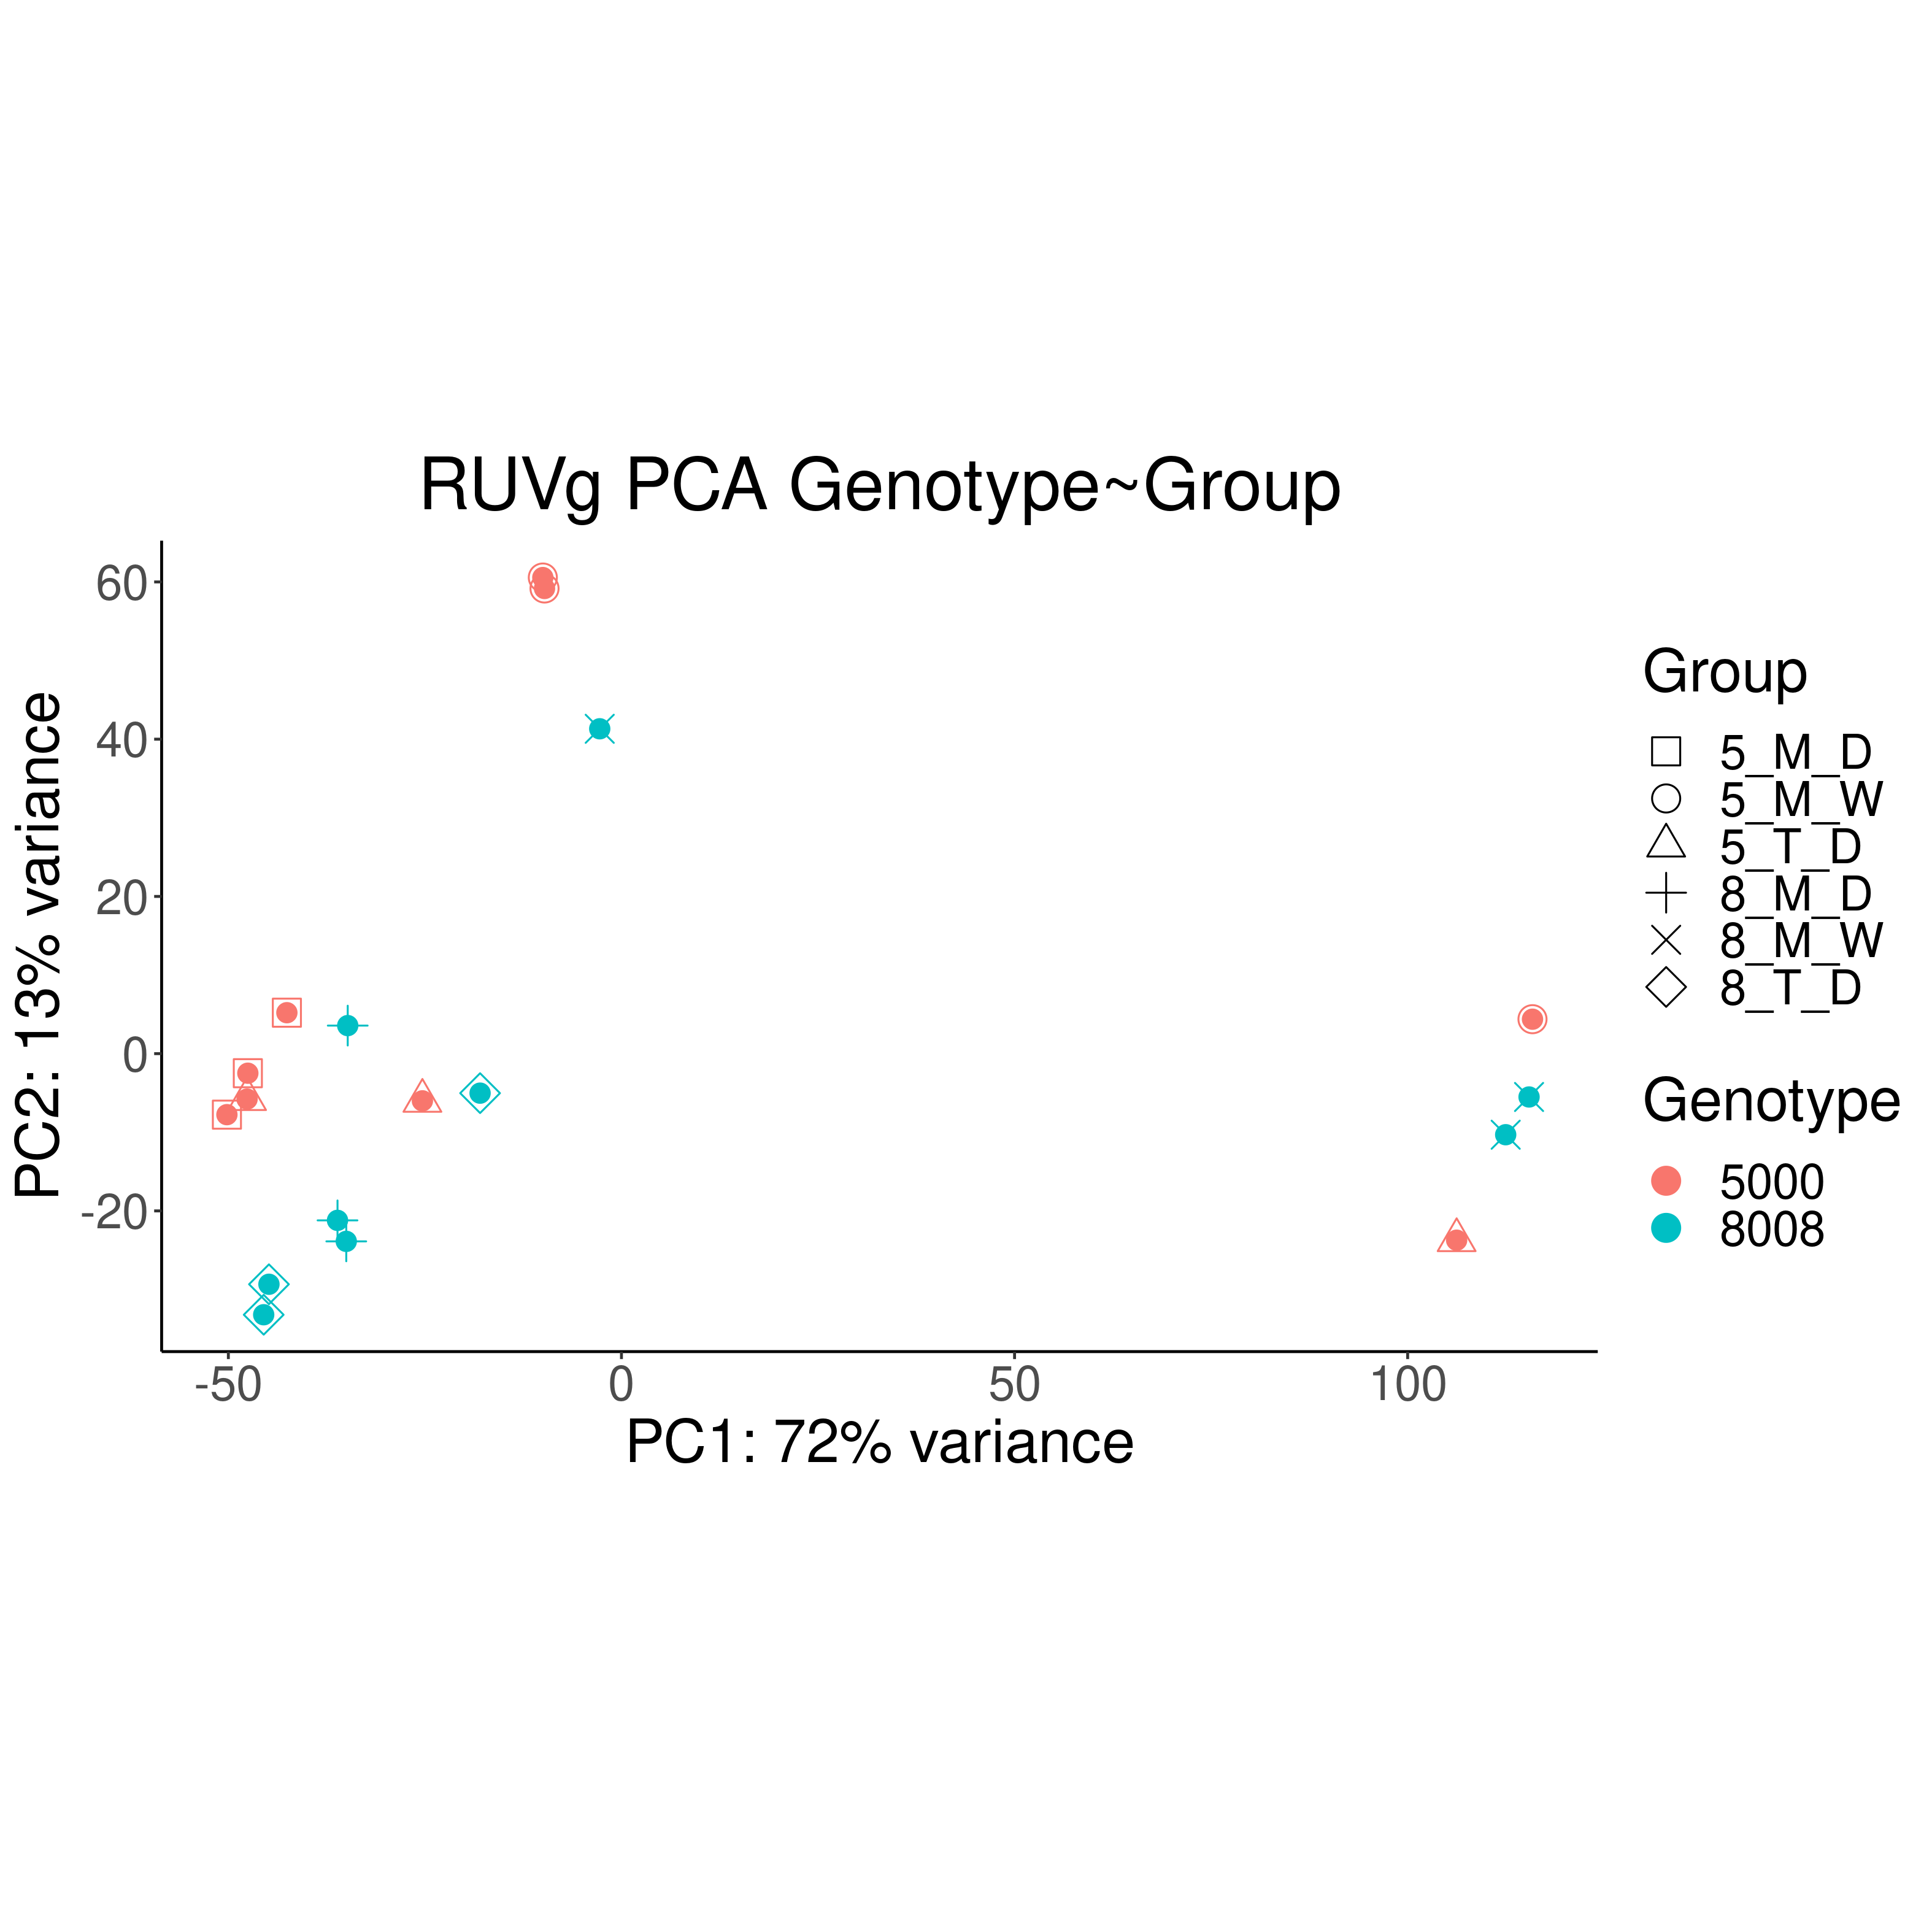 RUVg PCA Genotype~Group
60
40
20
0
-20
PC2: 13% variance
-50
0
50
100
PC1: 72% variance
Group
5_M_D
5_M_W
5_T_D
8_M_D
8_M_W
8_T_D
Genotype
5000
8008